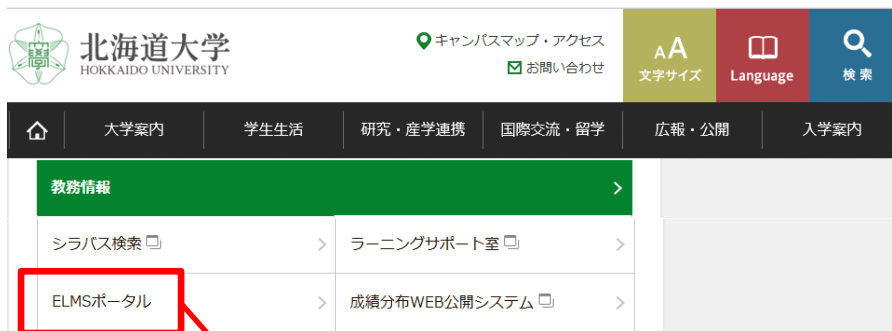 北海道大学
HOKKAIDO UNIVERSITY
キャンパスマップ・アクセス
お問い合わせ
AA
文字サイズ
Language
検索
大学案内
学生生活
研究・産学連携
国際交流・留学
広報・公開
入学案内
教務情報
シラバス検索
ラーニングサポート室
ELMSポータル
成績分布WEB公開システム